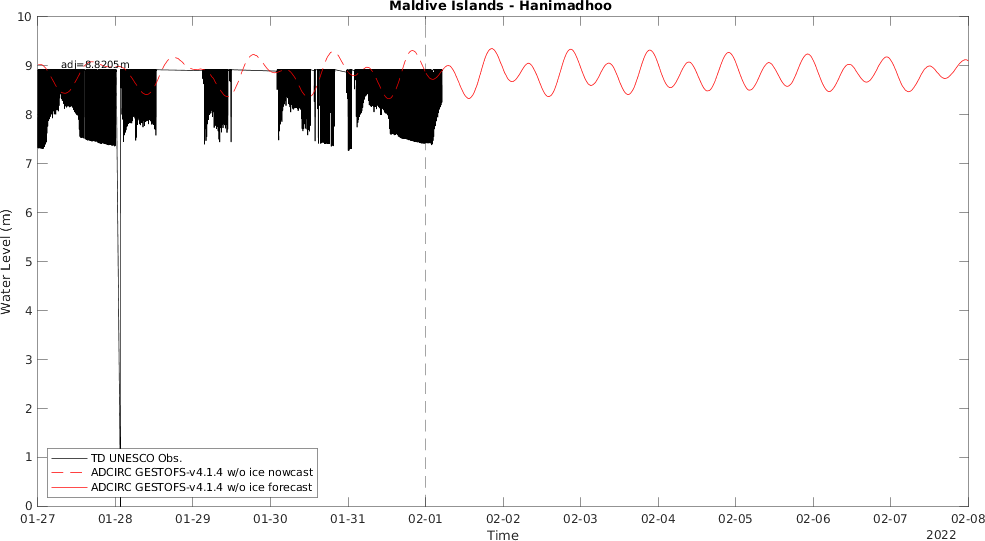 Maldive Islands - Hanimadhoo
10
9
8
7
6
5
4
3
2
1
0
Water Level (m)
adj=8.8205m
TD UNESCO Obs.
ADCIRC GESTOFS-v4.1.4 w/o ice nowcast
ADCIRC GESTOFS-v4.1.4 w/o ice forecast
01-27 01-28 01-29 01-30 01-31 02-01 02-02 02-03 02-04 02-05 02-06 02-07 02-08
Time
2022